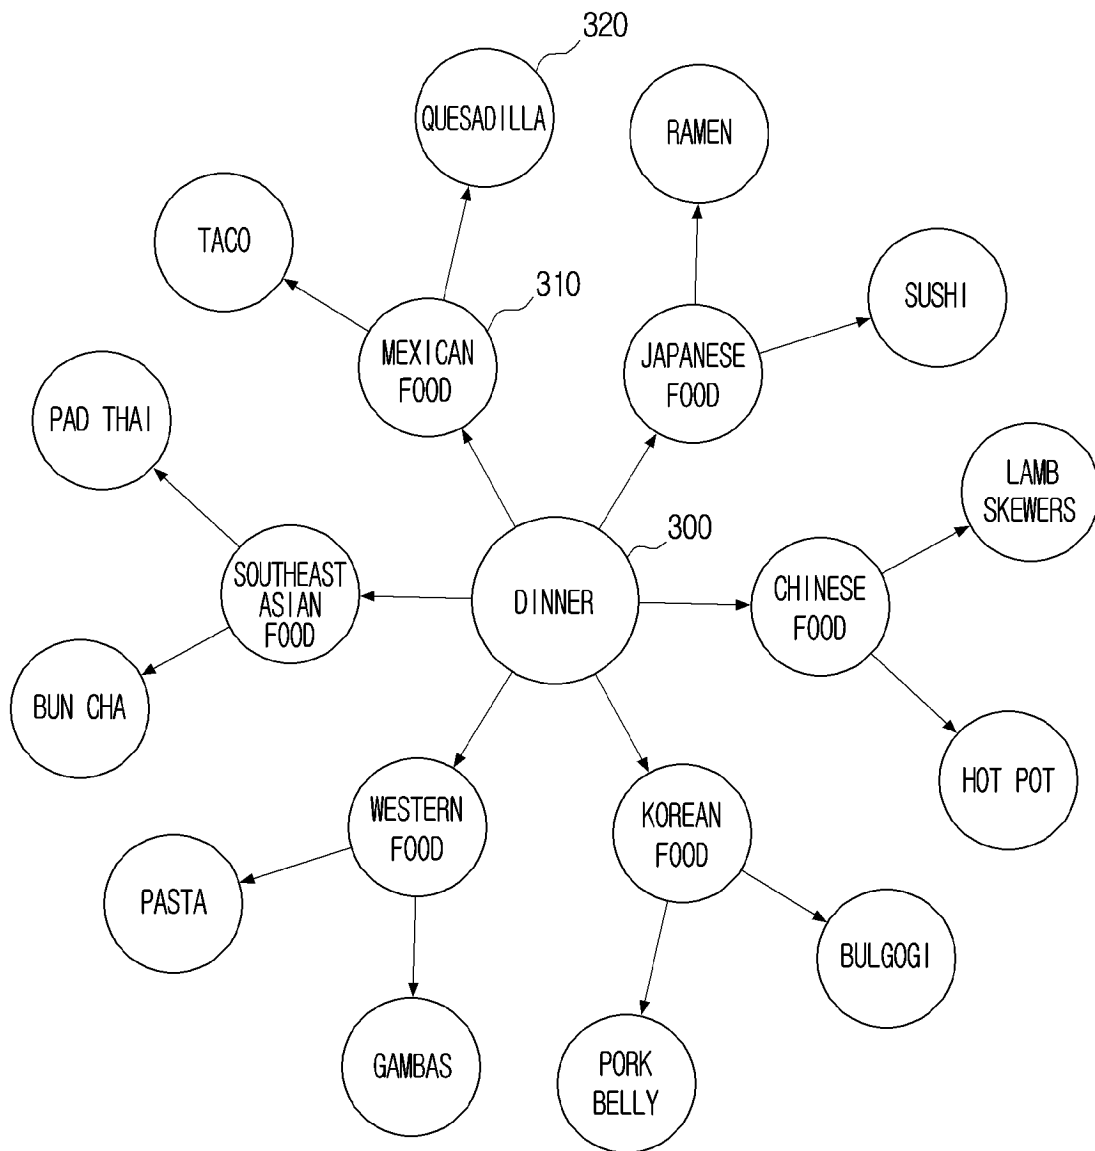 320
QUESADILLA
RAMEN
TACO
SUSHI
310
MEXICAN
FOOD
JAPANESE
FOOD
PAD THAI
LAMB
SKEWERS
300
SOUTHEAST
ASIAN
FOOD
DINNER
CHINESE
FOOD
BUN CHA
HOT POT
WESTERN
FOOD
KOREAN
FOOD
PASTA
BULGOGI
GAMBAS
PORK
BELLY